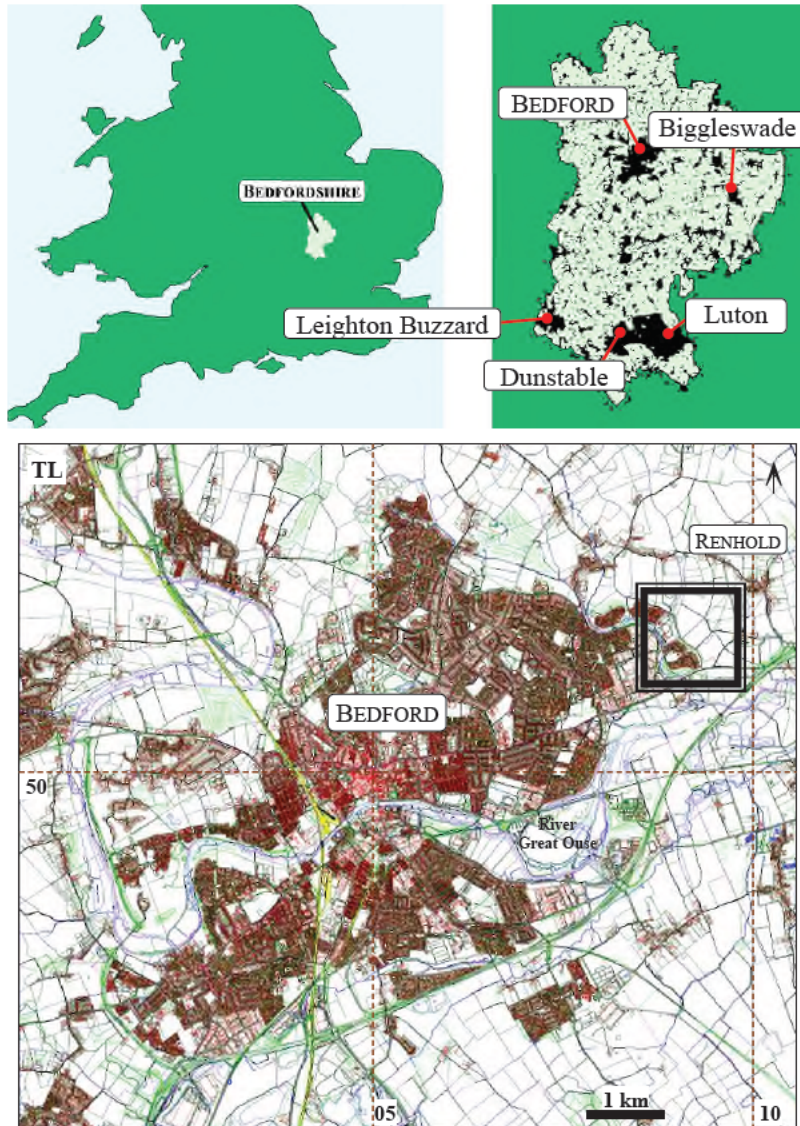 BEDFORDSHIRE
BEDFORD
Biggleswade
Leighton Buzzard
Luton
Dunstable
TL
RENHOLD
BEDFORD
50
River
Great Ouse
1 km
05
10